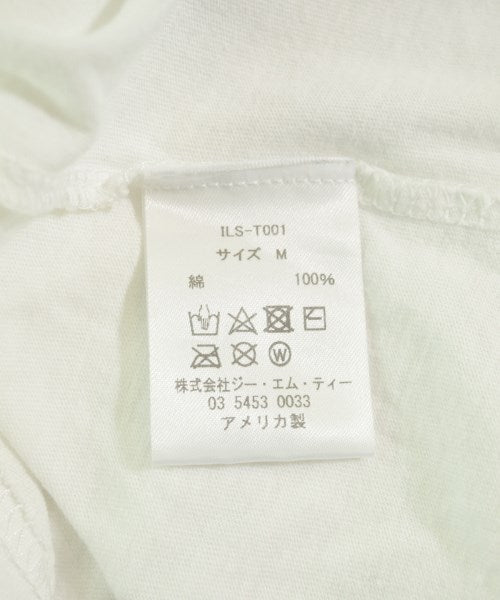 ILS-T001
サイズ M
綿 100%
W
株式会社ジー・エム・ティー
03 5453 0033
アメリカ製